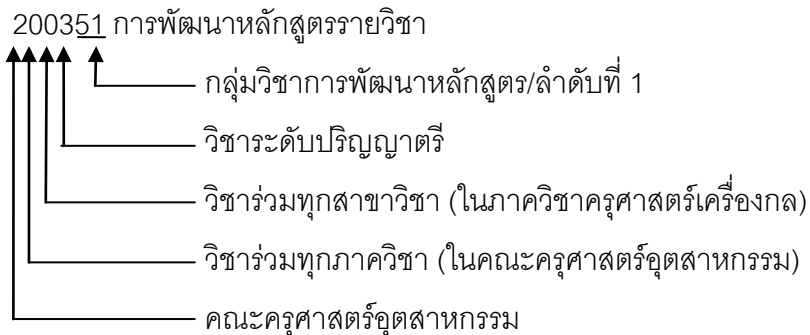 200351 การพัฒนาหลักสูตรรายวิชา
กลุ่มวิชาการพัฒนาหลักสูตร/ลำดับที่ 1
วิชาระดับปริญญาตรี
วิชาร่วมทุกสาขาวิชา (ในภาควิชาครุศาสตร์เครื่องกล)
วิชาร่วมทุกภาควิชา (ในคณะครุศาสตร์อุตสาหกรรม)
คณะครุศาสตร์อุตสาหกรรม